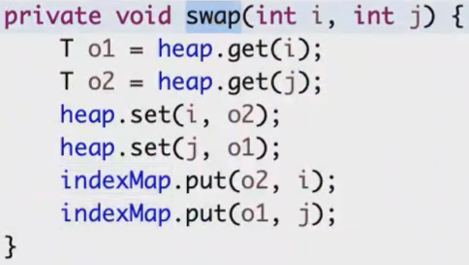 private void swap(int i, int j) {
    T o1 = heap.get(i);
    T o2 = heap.get(j);
    heap.set(i, o2);
    heap.set(j, o1);
    indexMap.put(o2, i);
    indexMap.put(o1, j);
}